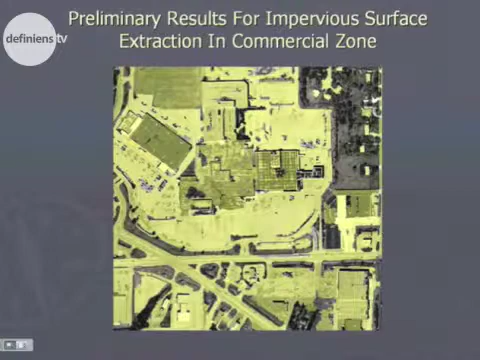 Preliminary Results For Impervious Surface
Extraction In Commercial Zone
definiens tv